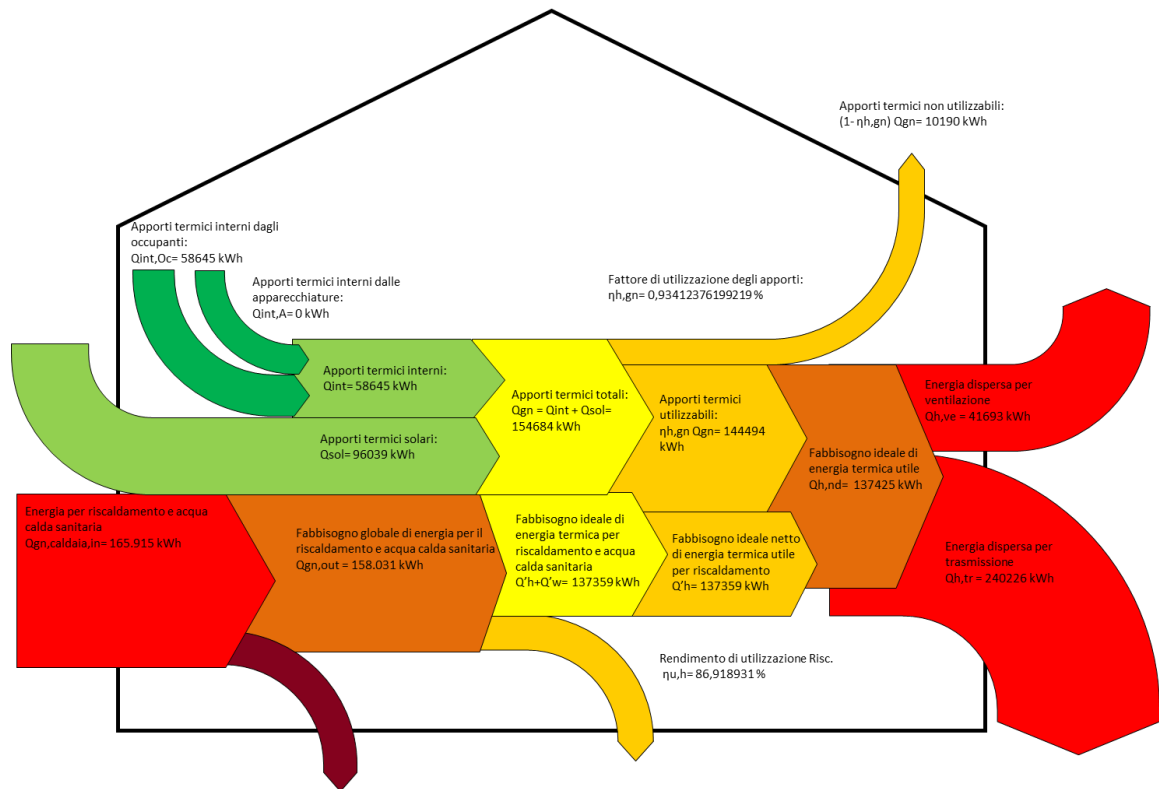 Apporti termici non utilizzabili:
(1- ηh,gn) Qgn= 10190 kWh
Apporti termici interni dagli
occupanti:
Qint,Oc= 58645 kWh
Apporti termici interni dalle
apparecchiature:
Qint,A= 0 kWh
Fattore di utilizzazione degli apporti:
ηh,gn= 0,93412376199219%
Apporti termici interni:
Qint= 58645 kWh
Apporti termici totali:
Qgn = Qint + Qsol=
154684 kWh
Apporti termici
utilizzabili:
ηh,gn Qgn= 144494
kWh
Energia dispersa per
ventilazione
Qh,ve = 41693 kWh
Apporti termici solari:
Qsol= 96039 kWh
Fabbisogno ideale di
energia termica utile
Qh,nd= 137425 kWh
Energia per riscaldamento e acqua
calda sanitaria
Qgn,caldaia,in= 165.915 kWh
Fabbisogno globale di energia per il
riscaldamento e acqua calda sanitaria
Qgn,out = 158.031 kWh
Fabbisogno ideale di
energia termica per
riscaldamento e acqua
calda sanitaria
Q'h+Q'w= 137359 kWh
Fabbisogno ideale netto
di energia termica utile
per riscaldamento
Q'h= 137359 kWh
Energia dispersa per
trasmissione
Qh,tr = 240226 kWh
Rendimento di utilizzazione Risc.
ηu,h= 86,918931%